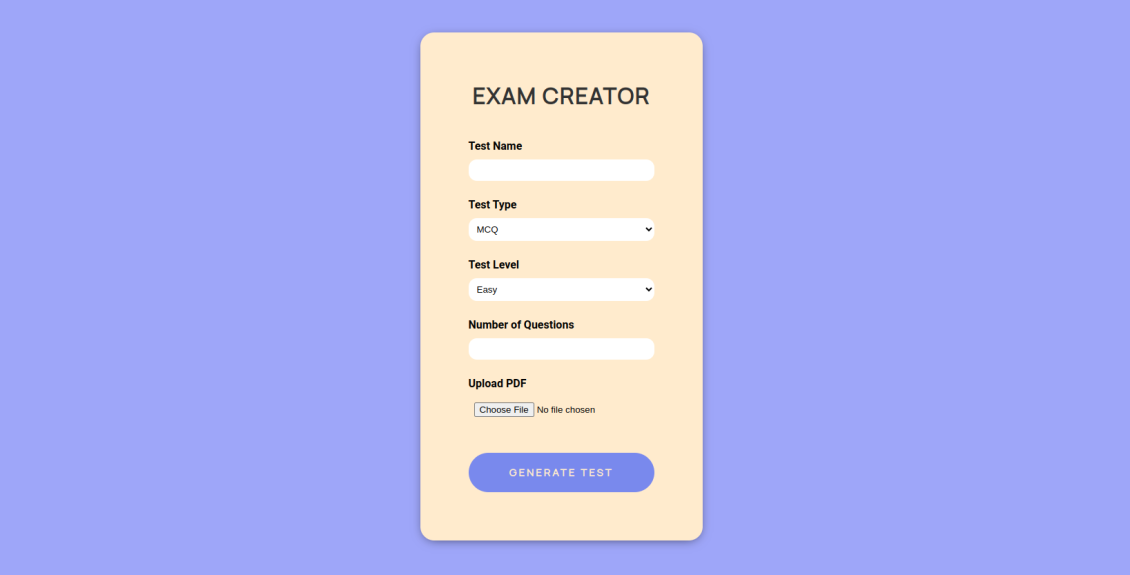 EXAM CREATOR
Test Name
Test Type
MCQ
Test Level
Easy
Number of Questions
Upload PDF
Choose File No file chosen
GENERATE TEST